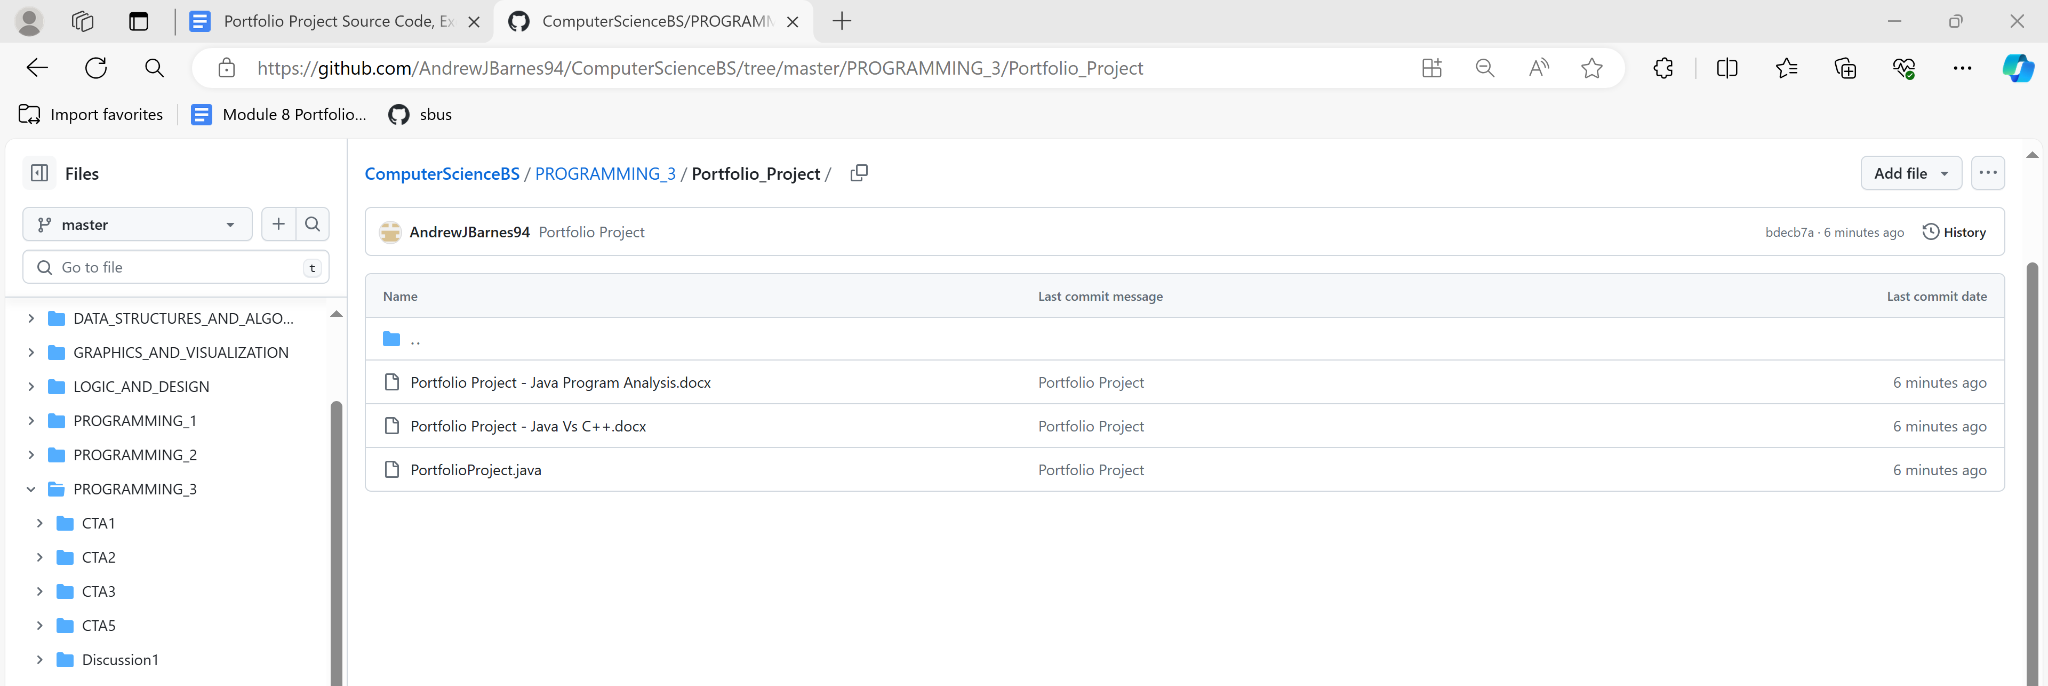 Portfolio Project Source Code, Ex
ComputerScienceBS/PROGRAMM
https://github.com/AndrewJBarnes94/ComputerScienceBS/tree/master/PROGRAMMING_3/Portfolio_Project
Import favorites
Module 8 Portfolio...
sbus
Files
master
Go to file
t
DATA_STRUCTURES_AND_ALGO...
GRAPHICS_AND_VISUALIZATION
LOGIC_AND_DESIGN
PROGRAMMING_1
PROGRAMMING_2
PROGRAMMING_3
CTA1
CTA2
CTA3
CTA5
Discussion1
ComputerScienceBS / PROGRAMMING_3 / Portfolio_Project /
Add file
AndrewJBarnes94 Portfolio Project
bdecb7a · 6 minutes ago
History
Name Last commit message Last commit date
..
Portfolio Project - Java Program Analysis.docx Portfolio Project 6 minutes ago
Portfolio Project - Java Vs C++.docx Portfolio Project 6 minutes ago
PortfolioProject.java Portfolio Project 6 minutes ago